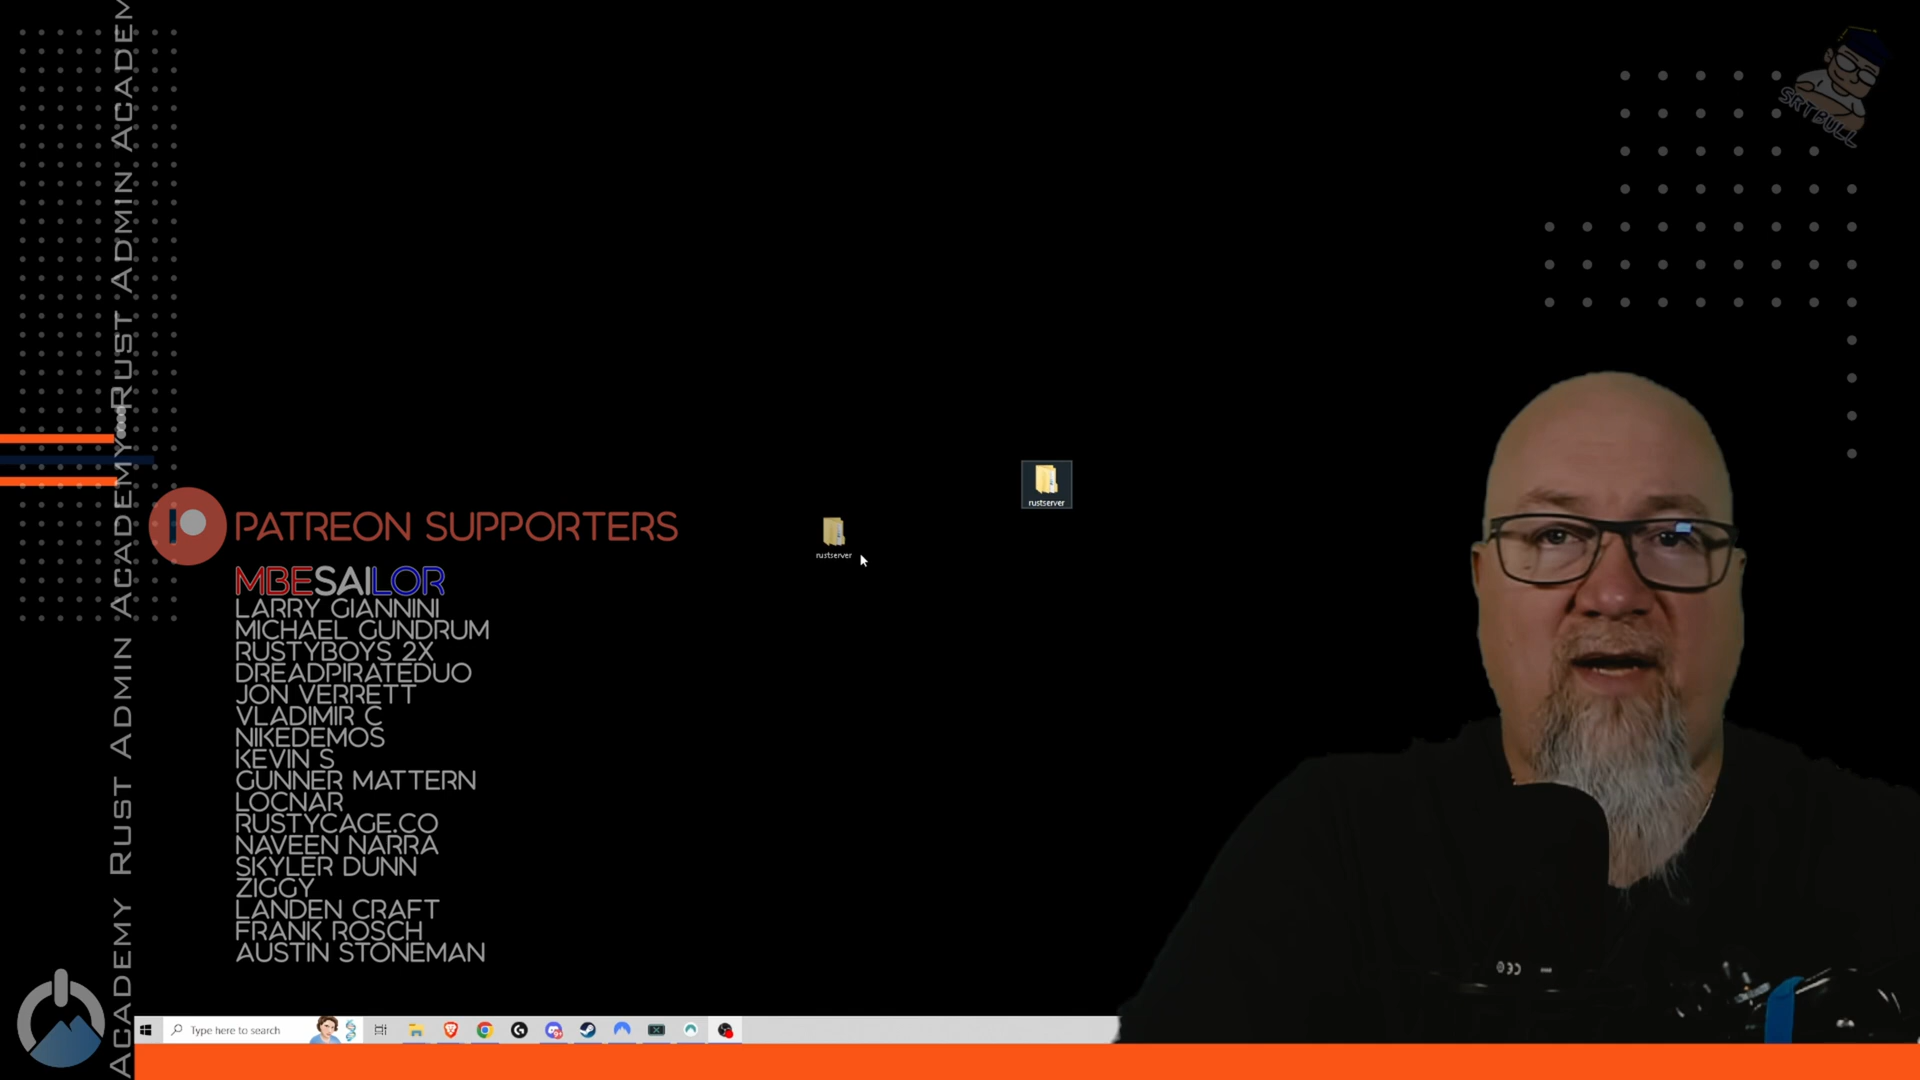 ACADEMY RUST ADMIN ACADEMY RUST ADMIN ACADEM
SRTBULL
rustserver
rustserver
PATREON SUPPORTERS
MBESAILOR
LARRY GIANNINI
MICHAEL GUNDRUM
RUSTYBOYS 2X
DREADPIRATEDUO
JON VERRETT
VLADIMIR C
NIKEDEMOS
KEVIN S
GUNNER MATTERN
LOCNAR
RUSTYCAGE.CO
NAVEEN NARRA
SKYLER DUNN
ZIGGY
LANDEN CRAFT
FRANK ROSCH
AUSTIN STONEMAN
Type here to search